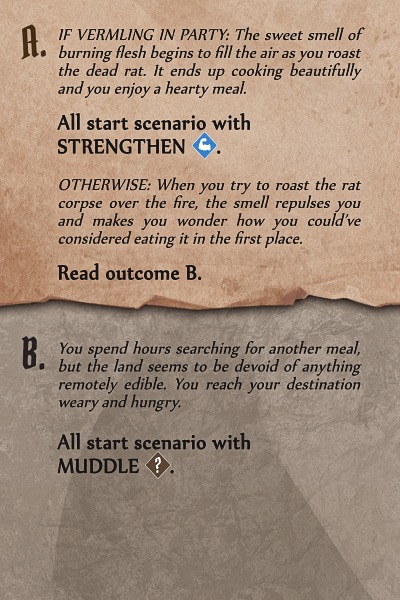 A. IF VERMLING IN PARTY: The sweet smell of
burning flesh begins to fill the air as you roast
the dead rat. It ends up cooking beautifully
and you enjoy a hearty meal.
All start scenario with
STRENGTHEN.
OTHERWISE: When you try to roast the rat
corpse over the fire, the smell repulses you
and makes you wonder how you could've
considered eating it in the first place.
Read outcome B.
B. You spend hours searching for another meal,
but the land seems to be devoid of anything
remotely edible. You reach your destination
weary and hungry.
All start scenario with
MUDDLE ?.